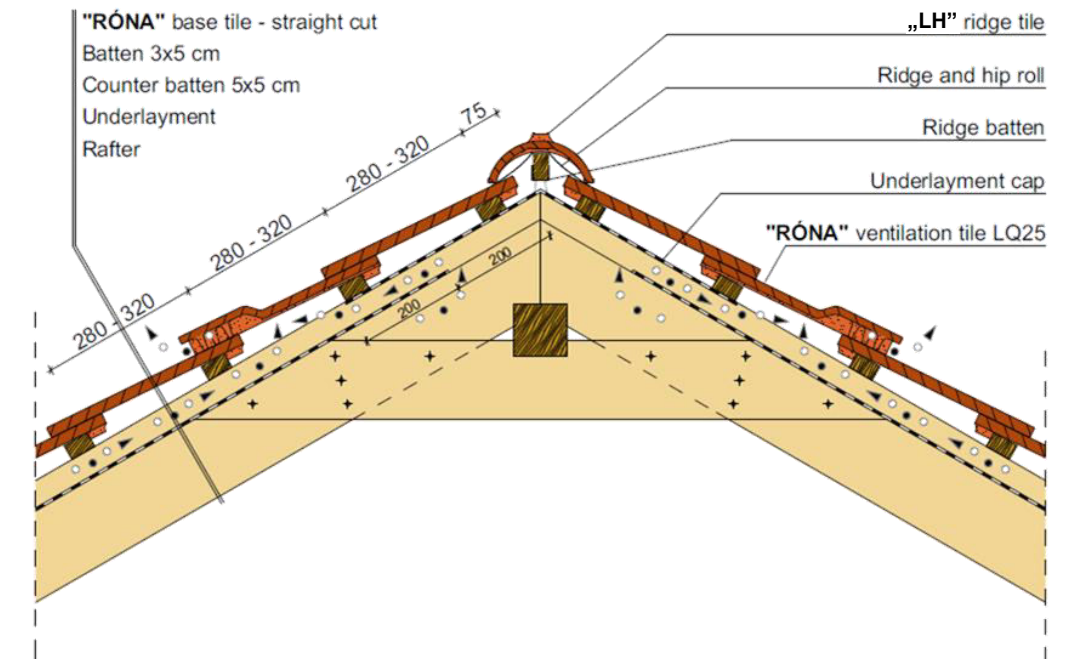 "RÓNA" base tile - straight cut
Batten 3x5 cm
Counter batten 5x5 cm
Underlayment
Rafter
„LH” ridge tile
Ridge and hip roll
Ridge batten
Underlayment cap
"RÓNA" ventilation tile LQ25
75
280 - 320
280 - 320
280 - 320
200
200